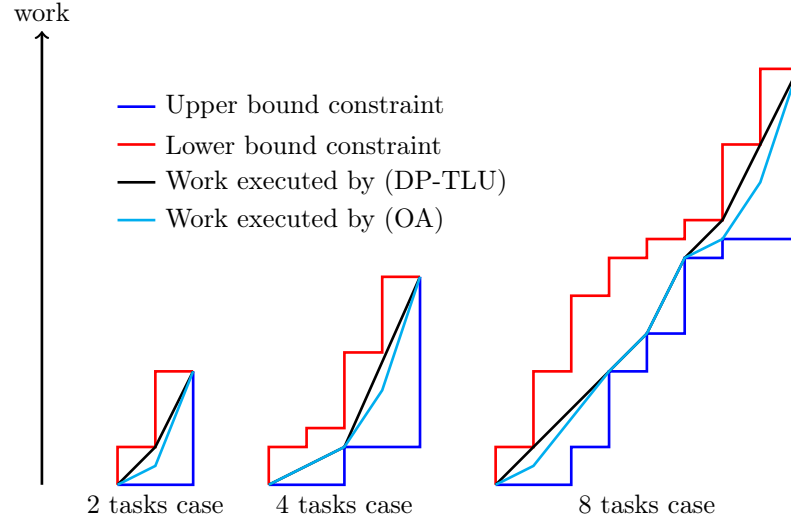 work
Upper bound constraint
Lower bound constraint
Work executed by (DP-TLU)
Work executed by (OA)
2 tasks case
4 tasks case
8 tasks case